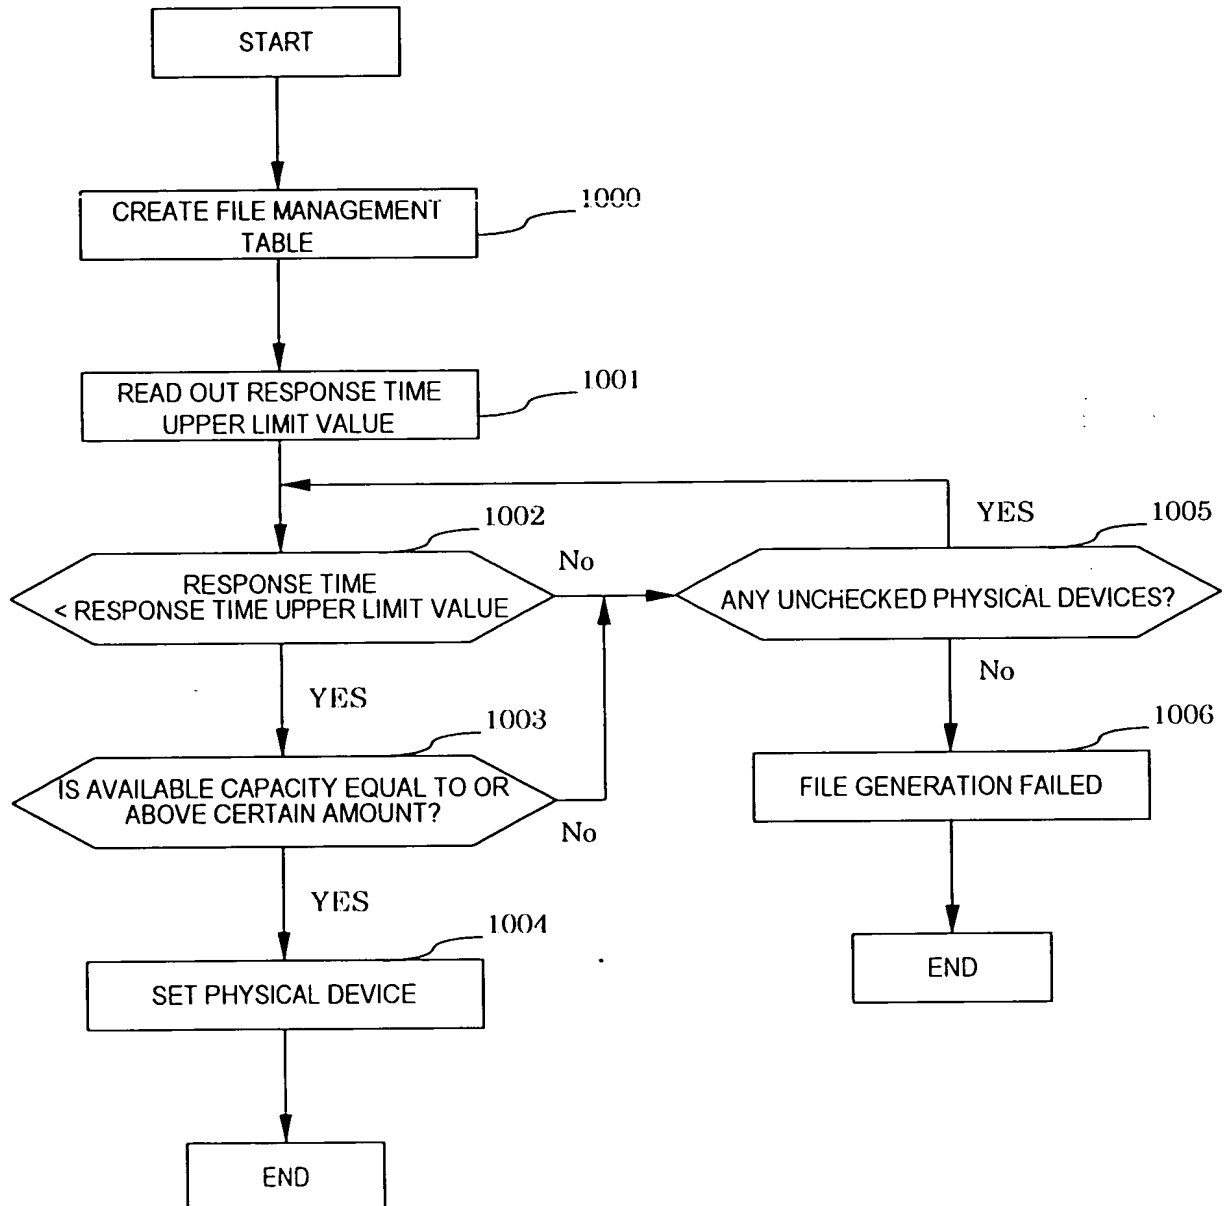 START
CREATE FILE MANAGEMENT
TABLE
1000
READ OUT RESPONSE TIME
UPPER LIMIT VALUE
1001
RESPONSE TIME
< RESPONSE TIME UPPER LIMIT VALUE
1002
No
YES
IS AVAILABLE CAPACITY EQUAL TO OR
ABOVE CERTAIN AMOUNT?
1003
No
YES
SET PHYSICAL DEVICE
1004
END
YES
1005
ANY UNCHECKED PHYSICAL DEVICES?
No
1006
FILE GENERATION FAILED
END